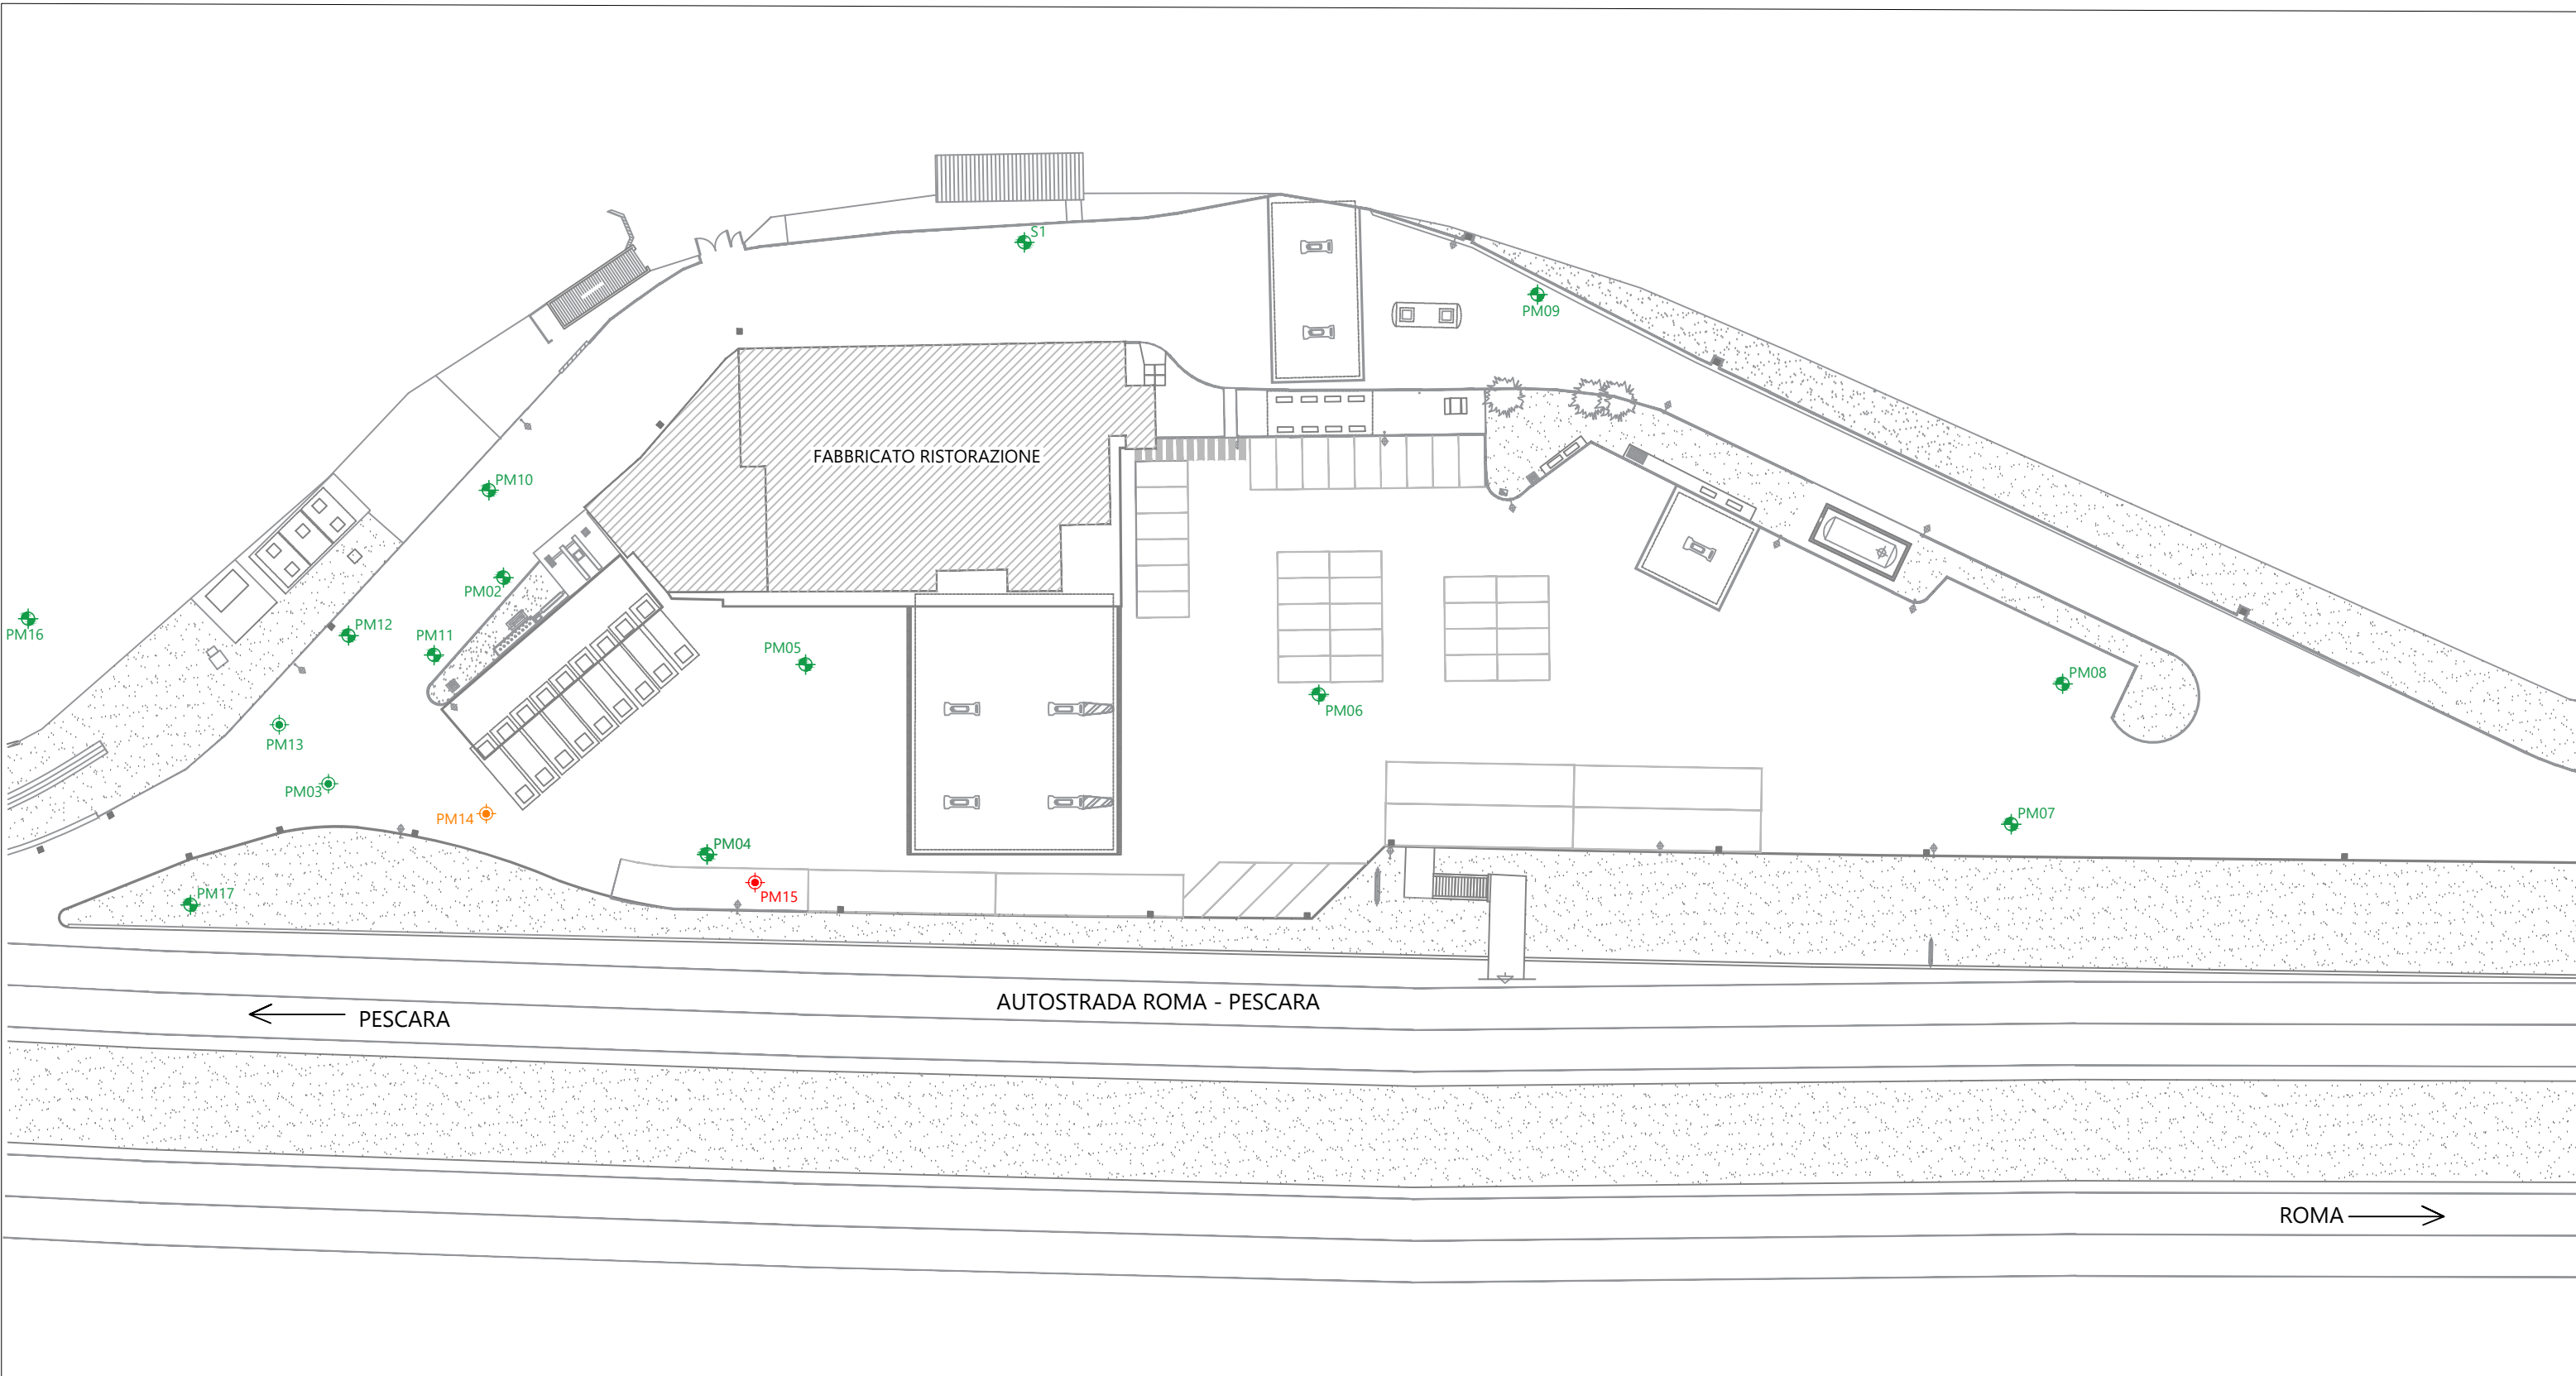 S1
PM09
FABBRICATO RISTORAZIONE
PM10
PM02
PM16
PM12
PM11
PM05
PM08
PM06
PM13
PM03
PM14
PM07
PM04
PM15
PM17
AUTOSTRADA ROMA - PESCARA
PESCARA
ROMA